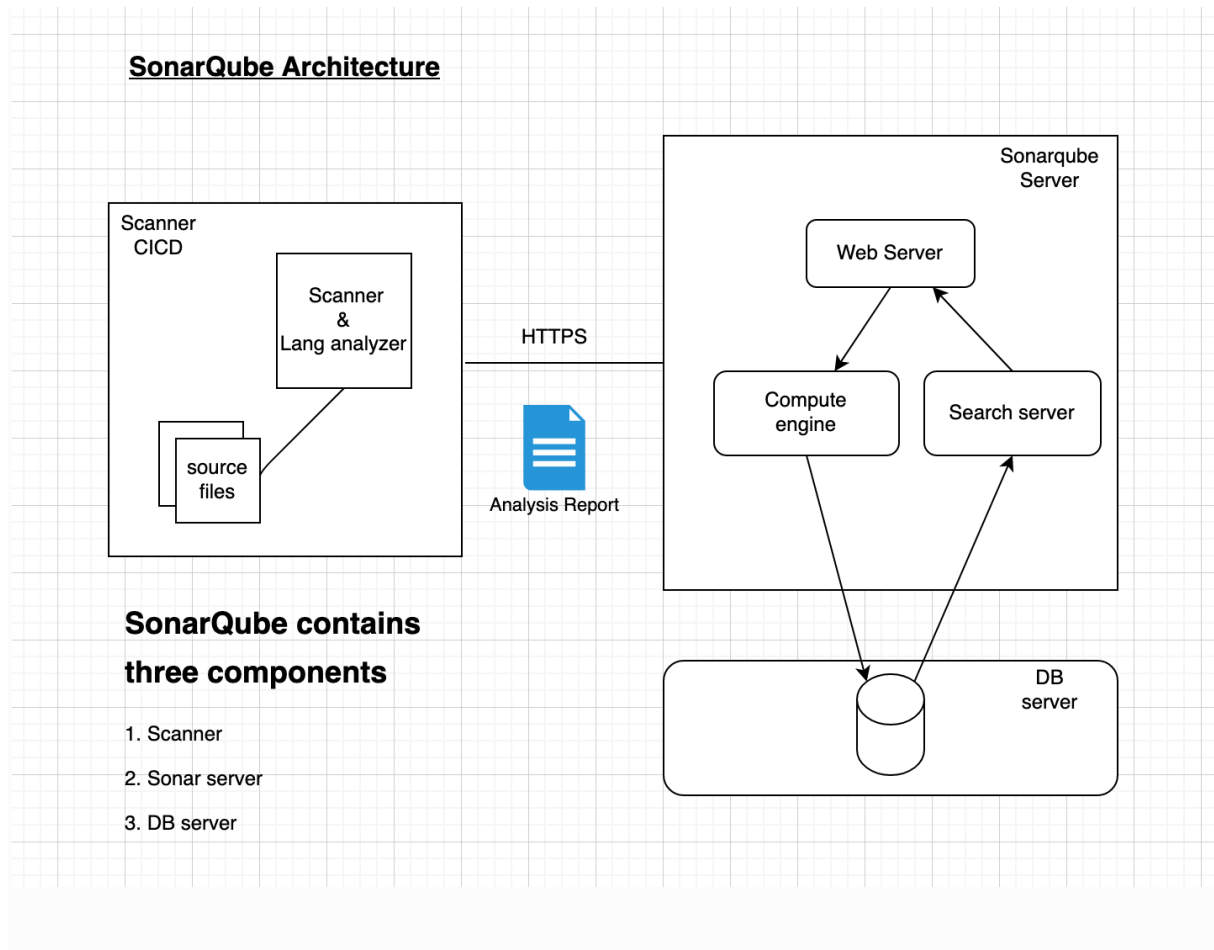 SonarQube Architecture
Scanner
CICD
Scanner
&
Lang analyzer
source
files
HTTPS
Analysis Report
Sonarqube
Server
Web Server
Compute
engine
Search server
DB
server
SonarQube contains
three components
1. Scanner
2. Sonar server
3. DB server